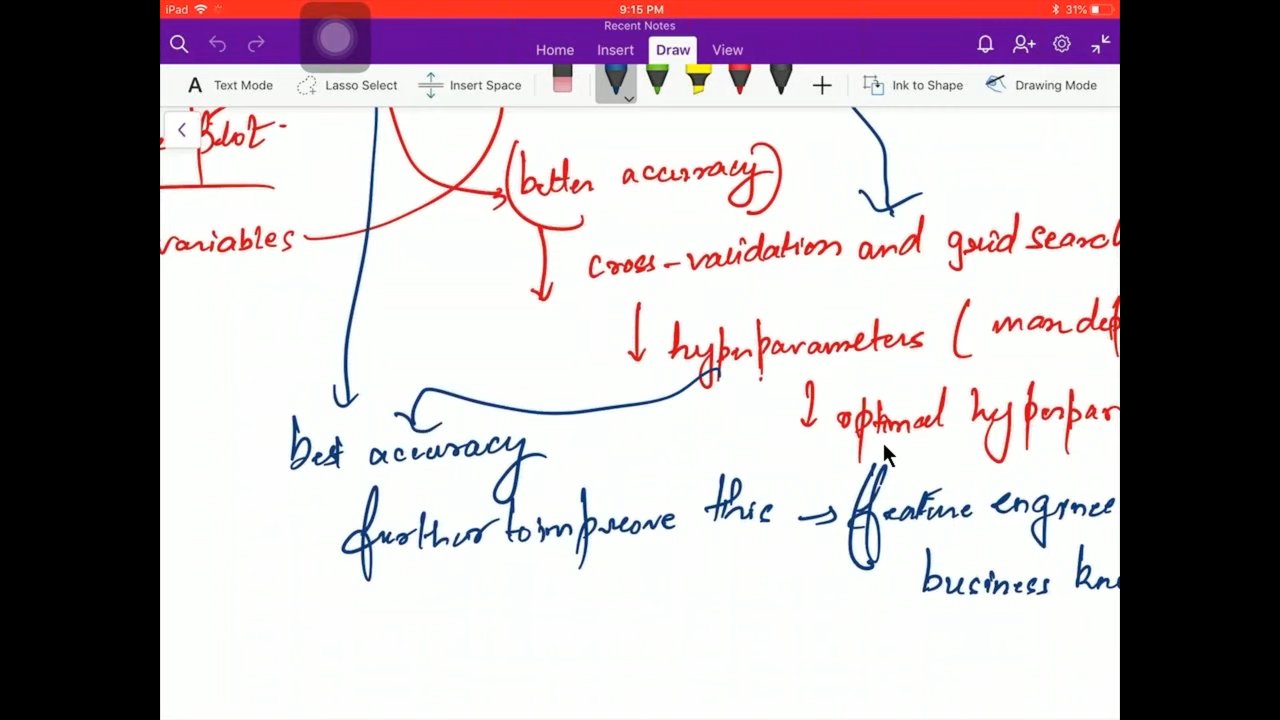 iPad 9:15 PM 31%
Recent Notes
Home Insert Draw View
A Text Mode Lasso Select Insert Space Ink to Shape Drawing Mode
plot
(better accuracy)
variables
cross-validation and grid search
hyperparameters ( max dep
optimal hyperpar
best accuracy
further to improve this → feature enginee
business kn